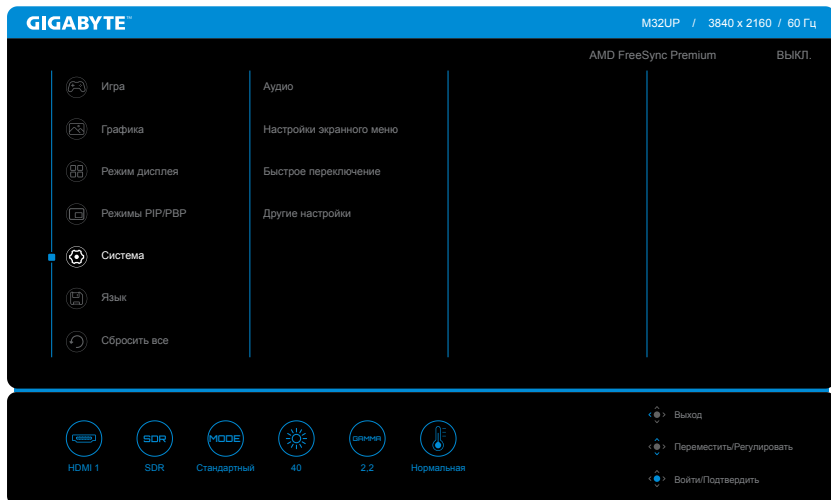 GIGABYTE™ M32UP / 3840 x 2160 / 60 Гц
AMD FreeSync Premium ВЫКЛ.
Игра Аудио
Графика Настройки экранного меню
Режим дисплея Быстрое переключение
Режимы PIP/PBP Другие настройки
Система
Язык
Сбросить все
SDR MODE GAMMA
HDMI 1 SDR Стандартный 40 2,2 Нормальная
Выход
Переместить/Регулировать
Войти/Подтвердить